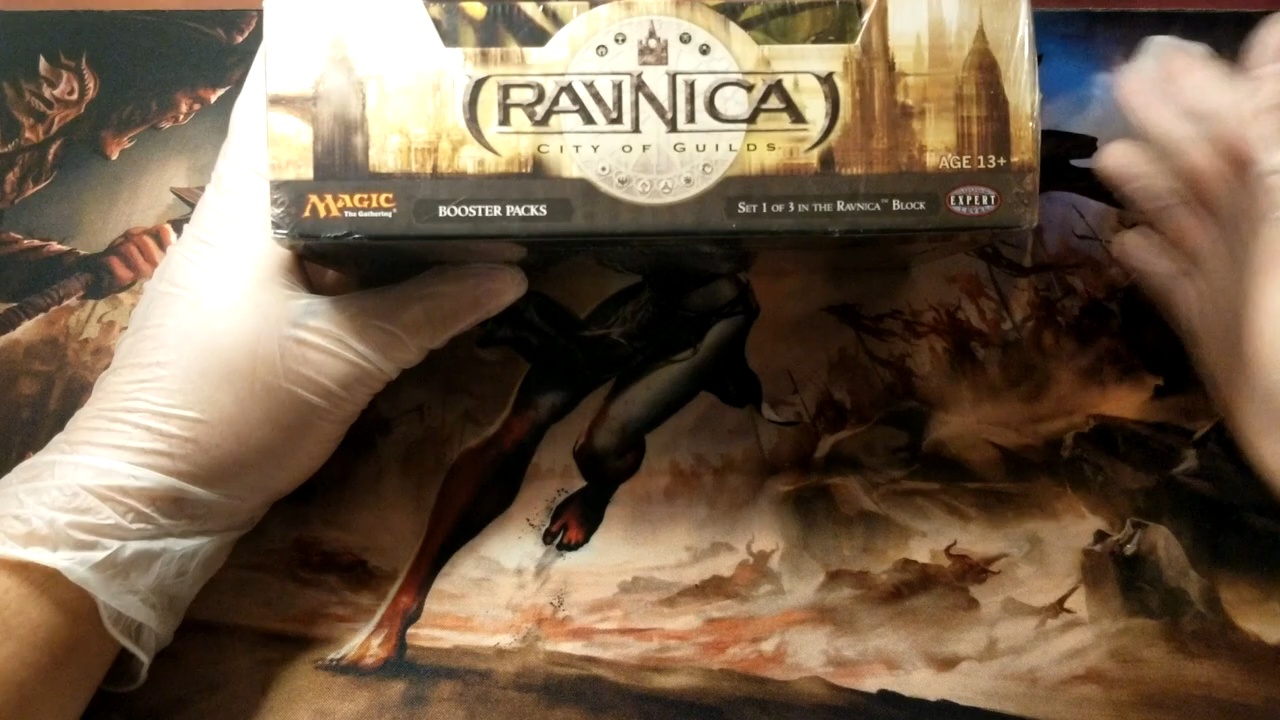 RAVNICA
CITY OF GUILDS
AGE 13+
MAGIC
The Gathering®
BOOSTER PACKS
SET 1 OF 3 IN THE RAVNICA™ BLOCK
EXPERT